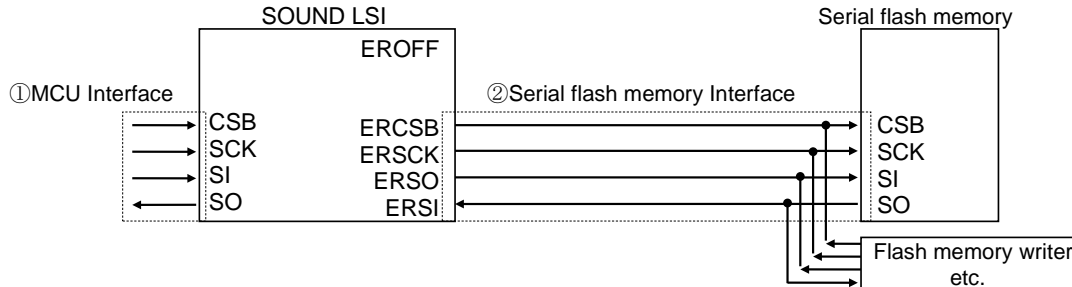 SOUND LSI
Serial flash memory
EROFF
①MCU Interface
②Serial flash memory Interface
CSB
SCK
SI
SO
ERCSB
ERSCK
ERSO
ERSI
CSB
SCK
SI
SO
Flash memory writer
etc.